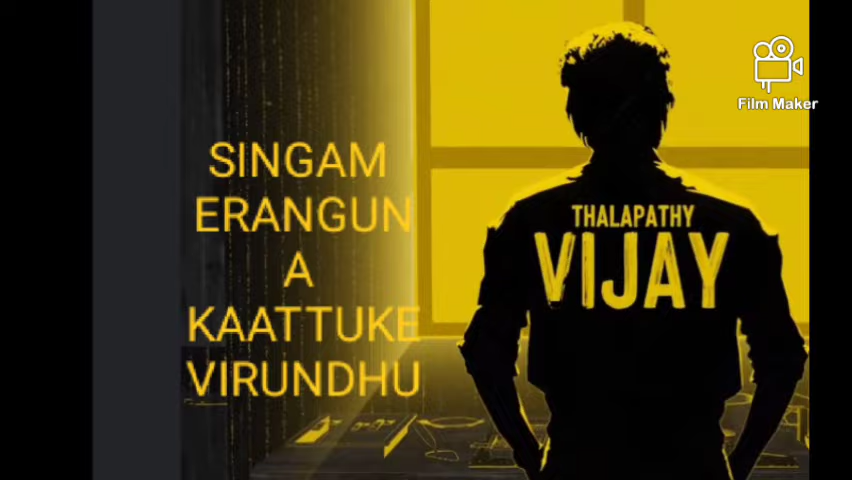 SINGAM
ERANGUN
A
KAATTUKE
VIRUNDHU
THALAPATHY
VIJAY
Film Maker